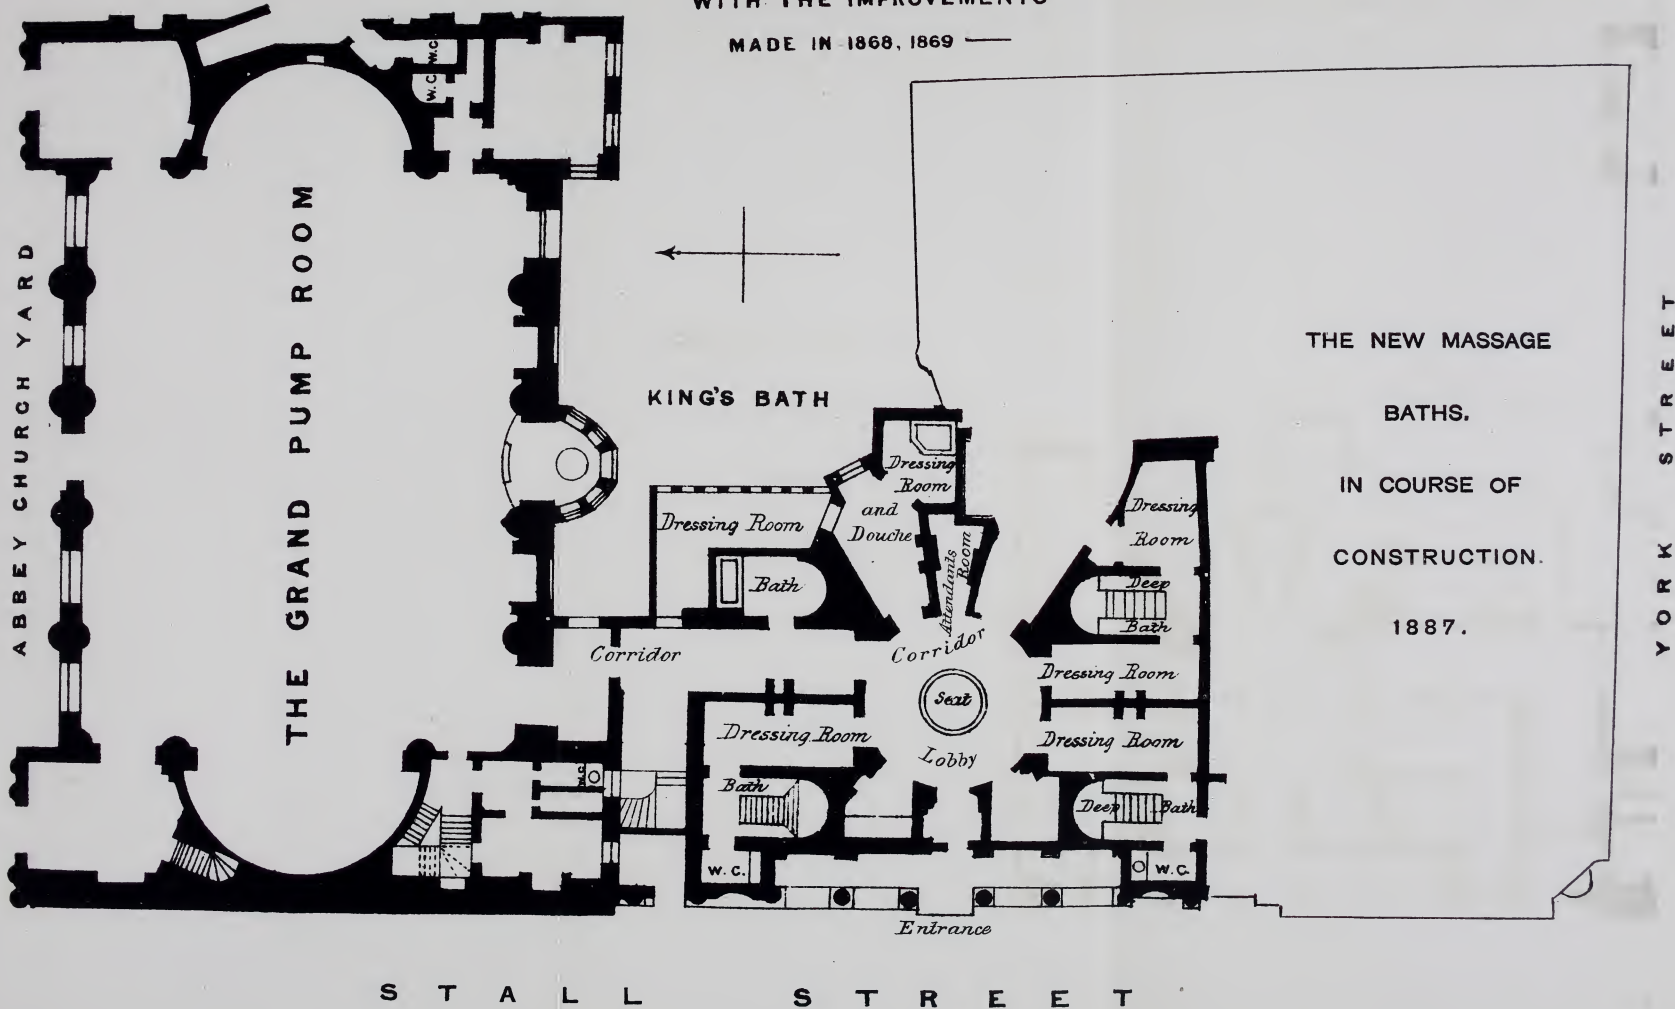 WITH THE IMPROVEMENTS
MADE IN 1868, 1869
W.C.
W.C.
ABBEY CHURCH YARD
THE GRAND PUMP ROOM
KING'S BATH
THE NEW MASSAGE
BATHS.
IN COURSE OF
CONSTRUCTION.
1887.
YORK STREET
Dressing
Room
and
Douche
Dressing Room
Bath
Attendants
Room
Dressing
Room
Deep
Bath
Corridor
Corridor
Dressing Room
Seat
Dressing Room
Dressing Room
Lobby
W.C.
Bath
Deep Bath
W.C.
W.C.
Entrance
STALL STREET